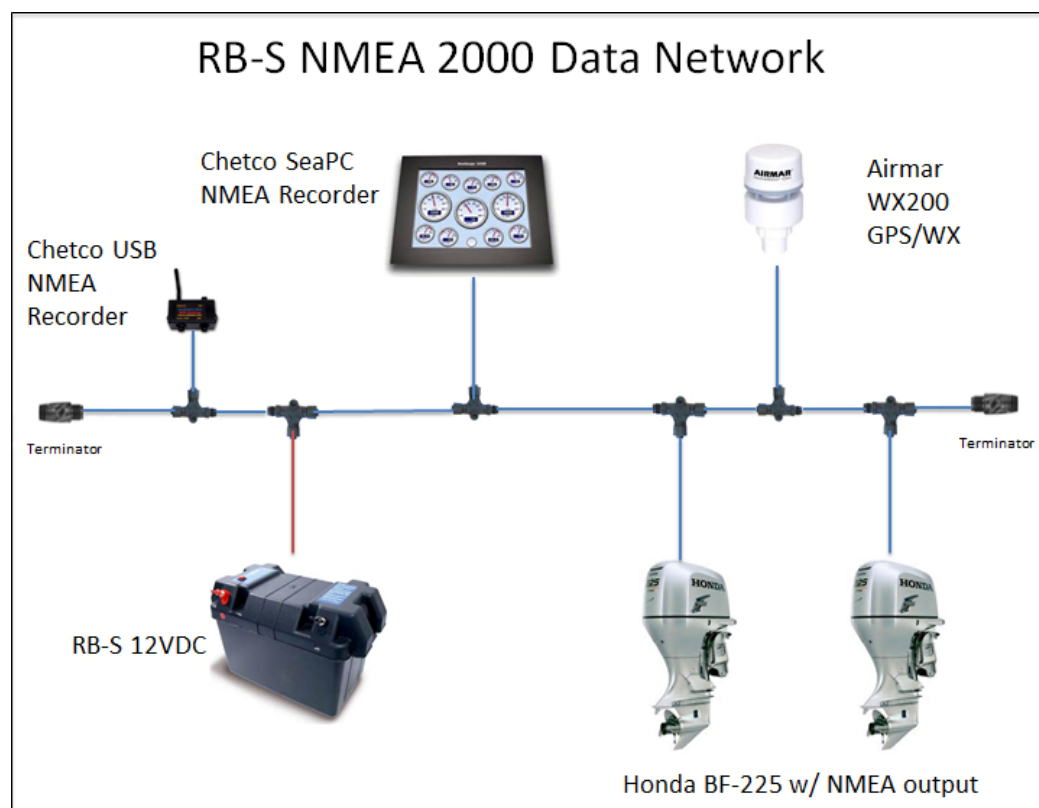 RB-S NMEA 2000 Data Network
Chetco SeaPC
NMEA Recorder
AIRMAR
Airmar
WX200
GPS/WX
Chetco USB
NMEA
Recorder
Terminator
Terminator
RB-S 12VDC
HONDA
HONDA
Honda BF-225 w/ NMEA output